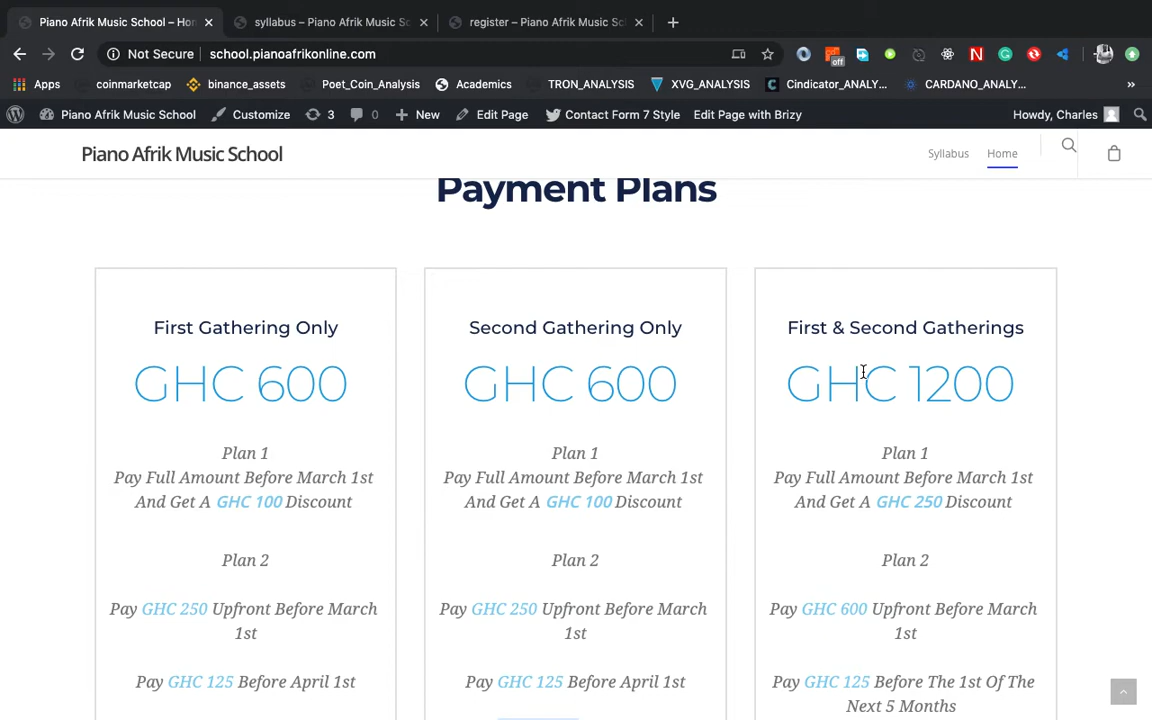 Piano Afrik Music School – Hon
syllabus – Piano Afrik Music Sc
register – Piano Afrik Music Sc
Not Secure
school.pianoafrikonline.com
off
Apps
coinmarketcap
binance_assets
Poet_Coin_Analysis
Academics
TRON_ANALYSIS
XVG_ANALYSIS
Cindicator_ANALY...
CARDANO_ANALY...
»
Piano Afrik Music School
Customize
3
0
New
Edit Page
Contact Form 7 Style
Edit Page with Brizy
Howdy, Charles
Piano Afrik Music School
Syllabus
Home
Payment Plans
First Gathering Only
GHC 600
Plan 1
Pay Full Amount Before March 1st
And Get A GHC 100 Discount
Plan 2
Pay GHC 250 Upfront Before March
1st
Pay GHC 125 Before April 1st
Second Gathering Only
GHC 600
Plan 1
Pay Full Amount Before March 1st
And Get A GHC 100 Discount
Plan 2
Pay GHC 250 Upfront Before March
1st
Pay GHC 125 Before April 1st
First & Second Gatherings
GHC 1200
Plan 1
Pay Full Amount Before March 1st
And Get A GHC 250 Discount
Plan 2
Pay GHC 600 Upfront Before March
1st
Pay GHC 125 Before The 1st Of The
Next 5 Months